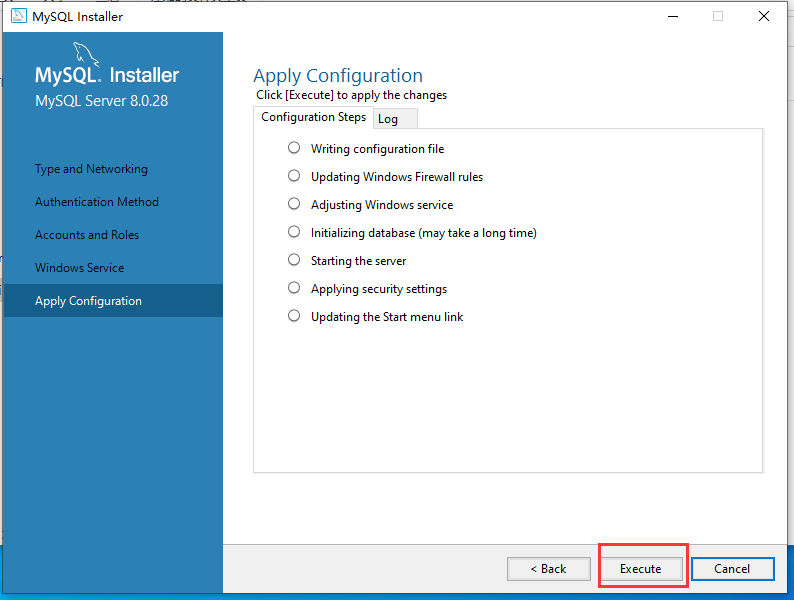 MySQL Installer
MySQL. Installer
MySQL Server 8.0.28
Type and Networking
Authentication Method
Accounts and Roles
Windows Service
Apply Configuration
Apply Configuration
Click [Execute] to apply the changes
Configuration Steps Log
Writing configuration file
Updating Windows Firewall rules
Adjusting Windows service
Initializing database (may take a long time)
Starting the server
Applying security settings
Updating the Start menu link
< Back Execute Cancel